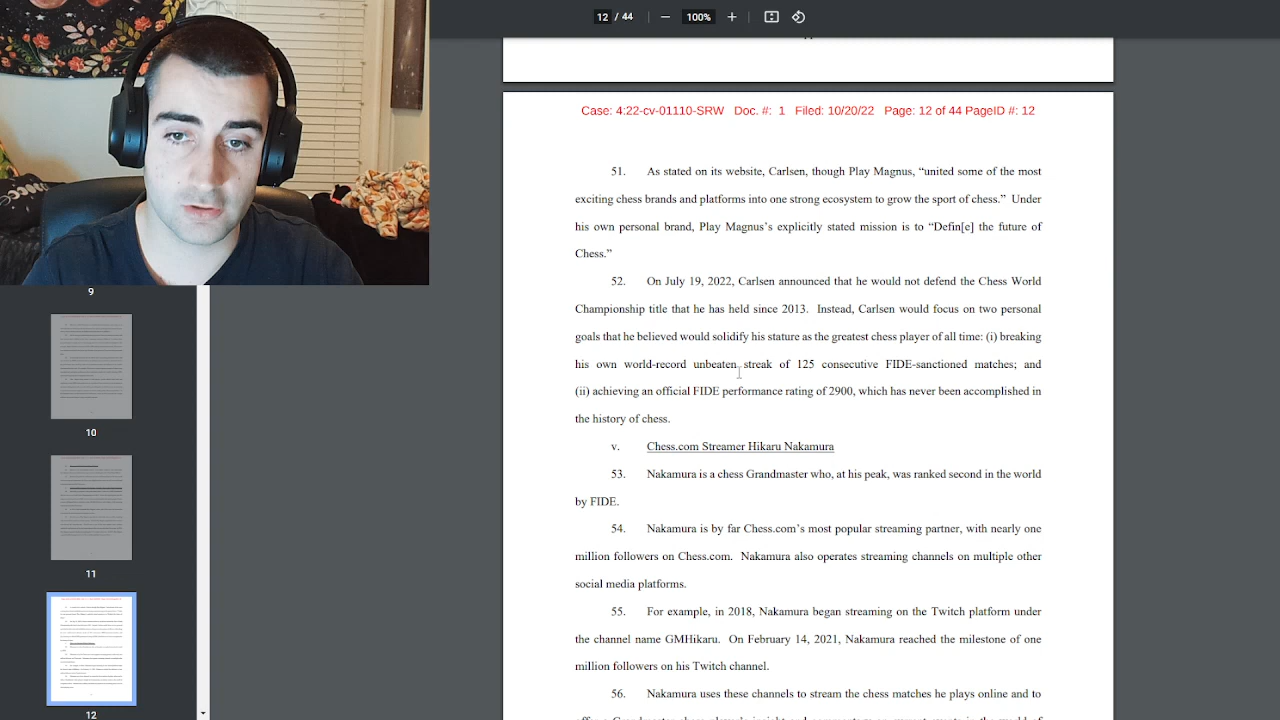 12 / 44
100%
Case: 4:22-cv-01110-SRW Doc. #: 1 Filed: 10/20/22 Page: 12 of 44 PageID #: 12
51. As stated on its website, Carlsen, though Play Magnus, “united some of the most
exciting chess brands and platforms into one strong ecosystem to grow the sport of chess.” Under
his own personal brand, Play Magnus’s explicitly stated mission is to “Defin[e] the future of
Chess.”
52. On July 19, 2022, Carlsen announced that he would not defend the Chess World
Championship title that he has held since 2013. Instead, Carlsen would focus on two personal
goals that he believed would solidify his stature as the greatest chess player of all time: (i) breaking
his own world-record unbeaten streak of 125 consecutive FIDE-sanctioned matches; and
(ii) achieving an official FIDE performance rating of 2900, which has never been accomplished in
the history of chess.
v. Chess.com Streamer Hikaru Nakamura
53. Nakamura is a chess Grandmaster who, at his peak, was ranked second in the world
by FIDE.
54. Nakamura is by far Chess.com’s most popular streaming partner, with nearly one
million followers on Chess.com. Nakamura also operates streaming channels on multiple other
social media platforms.
55. For example, in 2018, Nakamura began streaming on the Twitch platform under
the channel name GMHikaru. On February 14, 2021, Nakamura reached the milestone of one
million followers on his Twitch channel.
56. Nakamura uses these channels to stream the chess matches he plays online and to
9
10
11
12